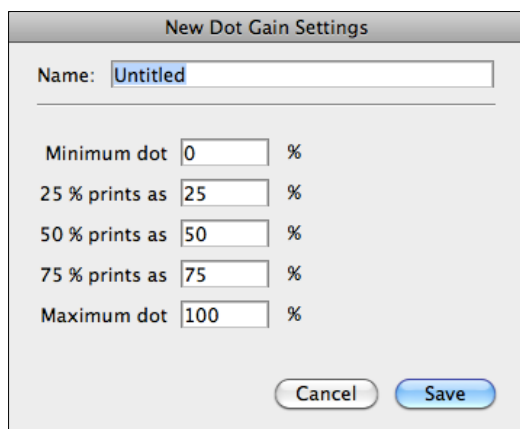 New Dot Gain Settings
Name: Untitled
Minimum dot 0 %
25 % prints as 25 %
50 % prints as 50 %
75 % prints as 75 %
Maximum dot 100 %
Cancel Save